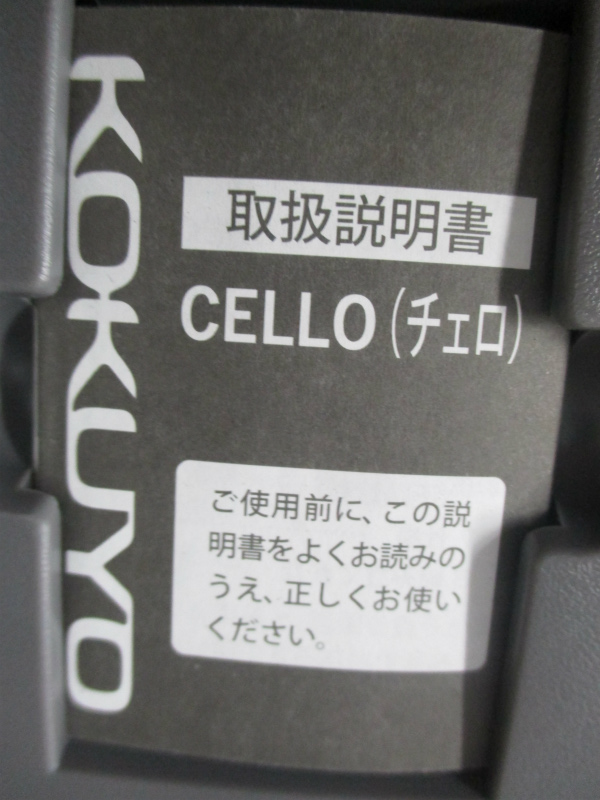 KOKUYO
取扱説明書
CELLO(チェロ)
ご使用前に、この説
明書をよくお読みの
うえ、正しくお使い
ください。